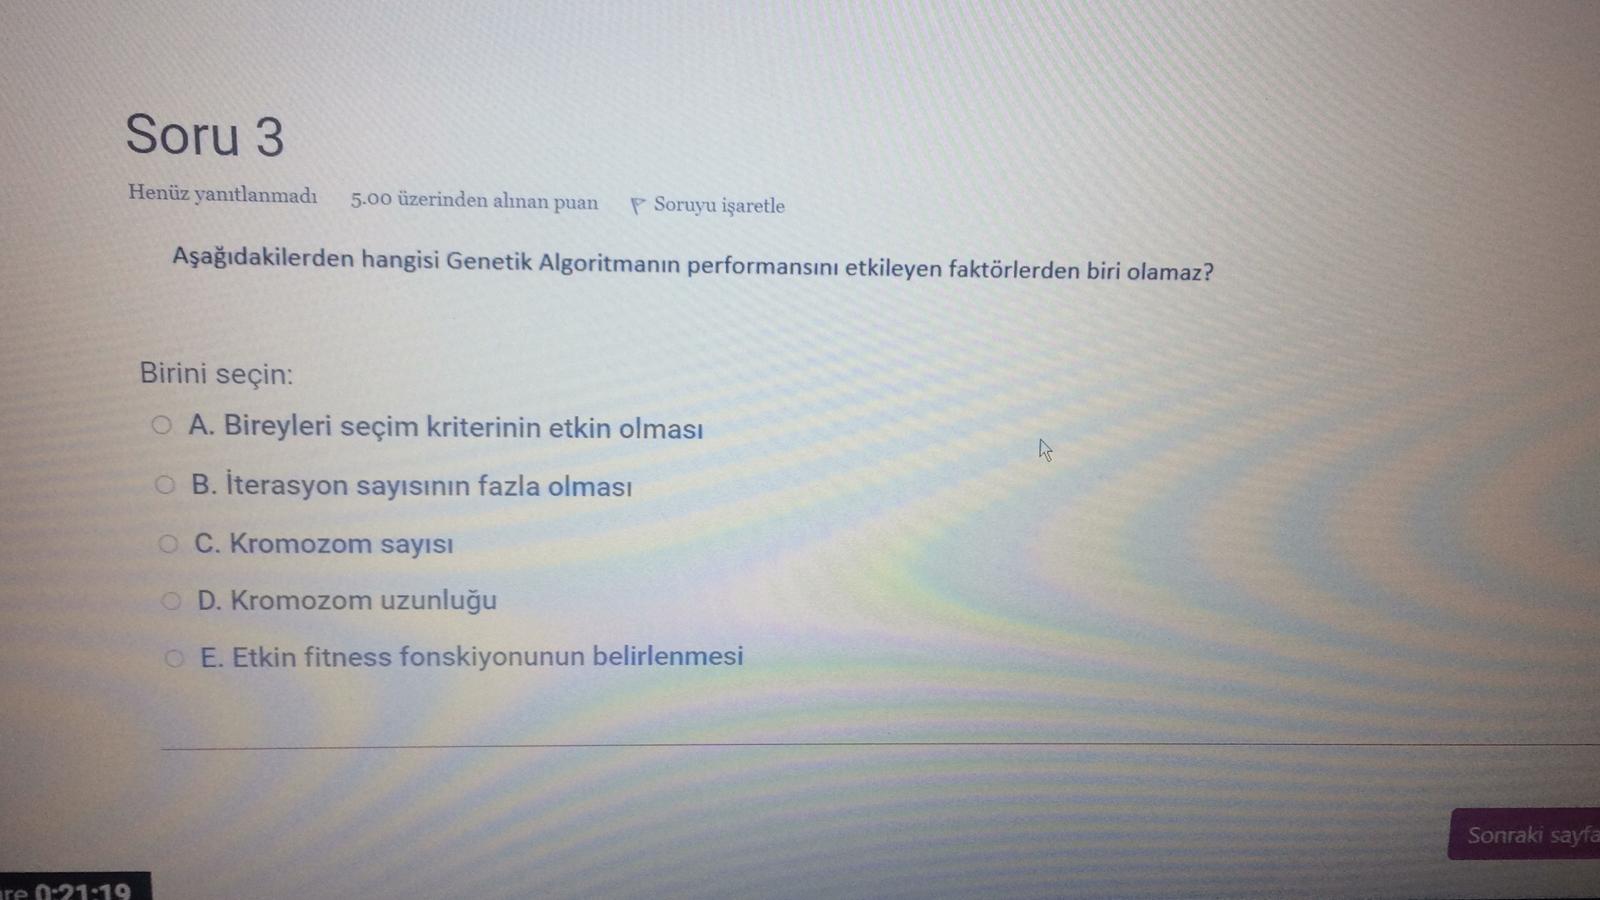 Soru 3
Henüz yanıtlanmadı 5.00 üzerinden alınan puan Soruyu işaretle
Aşağıdakilerden hangisi Genetik Algoritmanın performansını etkileyen faktörlerden biri olamaz?
Birini seçin:
A. Bireyleri seçim kriterinin etkin olması
B. İterasyon sayısının fazla olması
C. Kromozom sayısı
D. Kromozom uzunluğu
E. Etkin fitness fonskiyonunun belirlenmesi
Sonraki sayfa
0:21:19